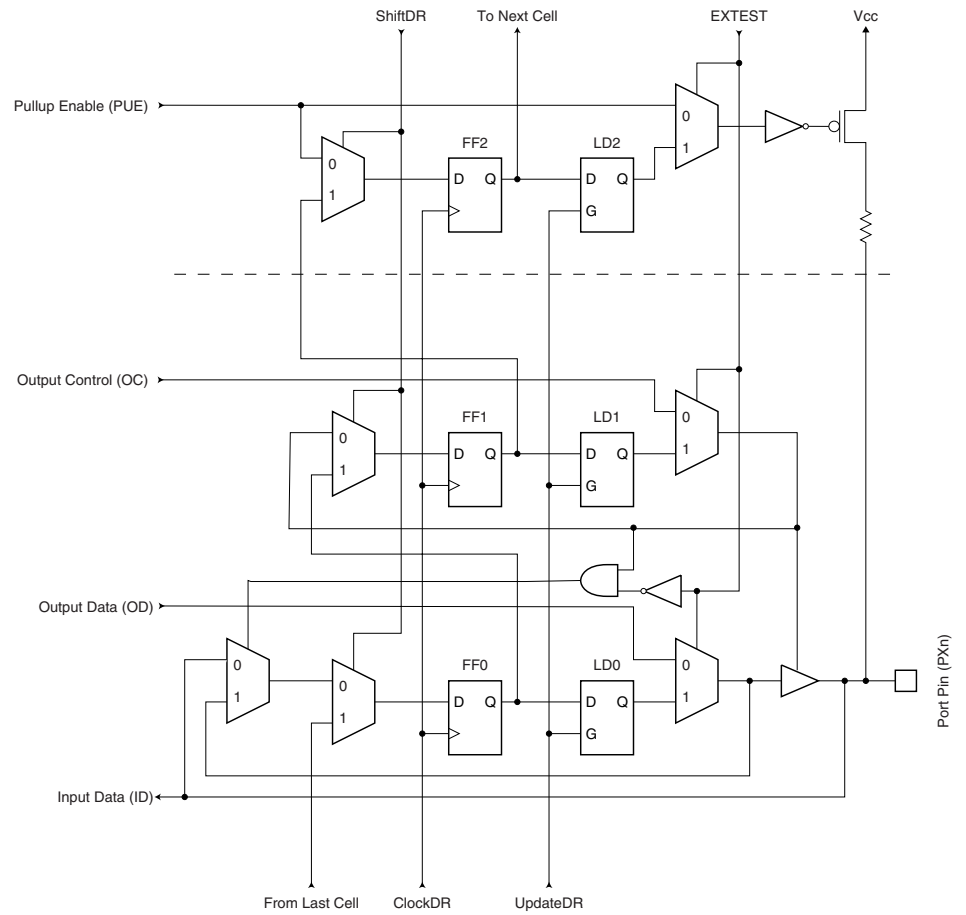 ShiftDR
To Next Cell
EXTEST
Vcc
Pullup Enable (PUE)
0
1
FF2
D Q
LD2
D Q
G
0
1
Output Control (OC)
0
1
FF1
D Q
LD1
D Q
G
0
1
Output Data (OD)
0
1
0
1
FF0
D Q
LD0
D Q
G
0
1
Port Pin (PXn)
Input Data (ID)
From Last Cell
ClockDR
UpdateDR